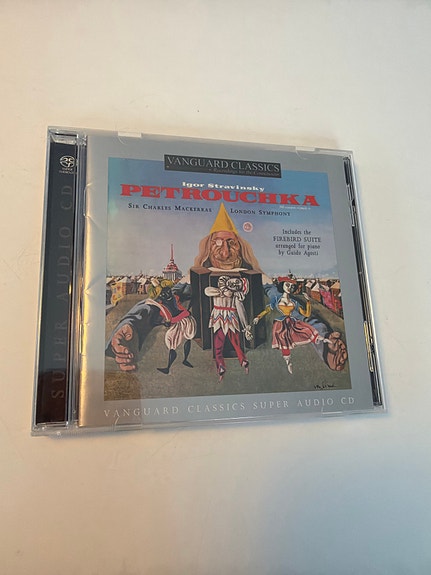 VANGUARD CLASSICS
Igor Stravinsky
PETROUCHKA
SIR CHARLES MACKERRAS LONDON SYMPHONY
Includes the
FIREBIRD SUITE
arranged for piano
by Guido Agosti
VANGUARD CLASSICS SUPER AUDIO CD
SUPER AUDIO CD